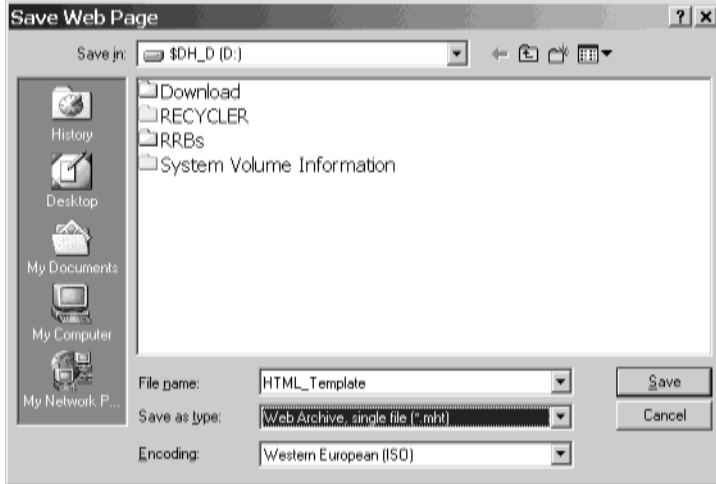 Save Web Page
? x
Save in:
$DH_D (D:)
History
Desktop
My Documents
My Computer
My Network P...
Download
RECYCLER
RRBs
System Volume Information
File name:
HTML_Template
Save
Save as type:
Web Archive, single file (*.mht)
Cancel
Encoding:
Western European (ISO)